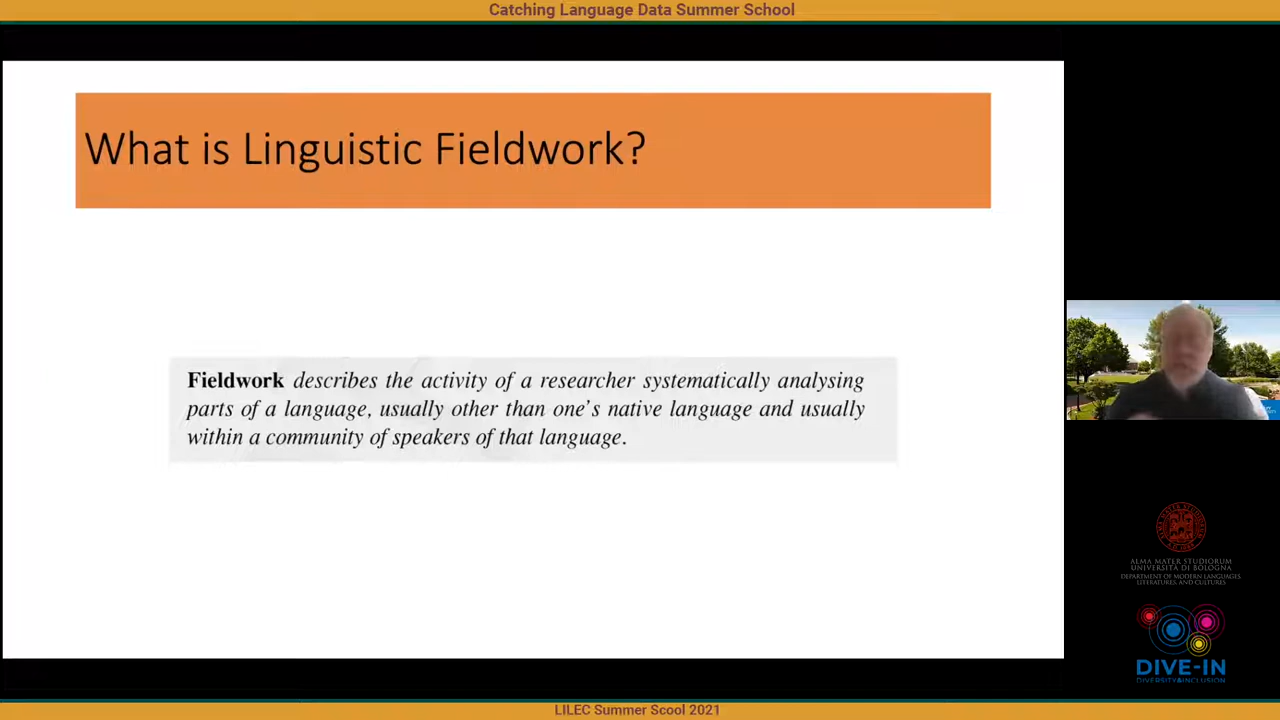 Catching Language Data Summer School
What is Linguistic Fieldwork?
Fieldwork describes the activity of a researcher systematically analysing
parts of a language, usually other than one's native language and usually
within a community of speakers of that language.
ALMA MATER STUDIORUM
UNIVERSITÀ DI BOLOGNA
DEPARTMENT OF MODERN LANGUAGES,
LITERATURES, AND CULTURES
DIVE-IN
DIVERSITY&INCLUSION
LILEC Summer Scool 2021